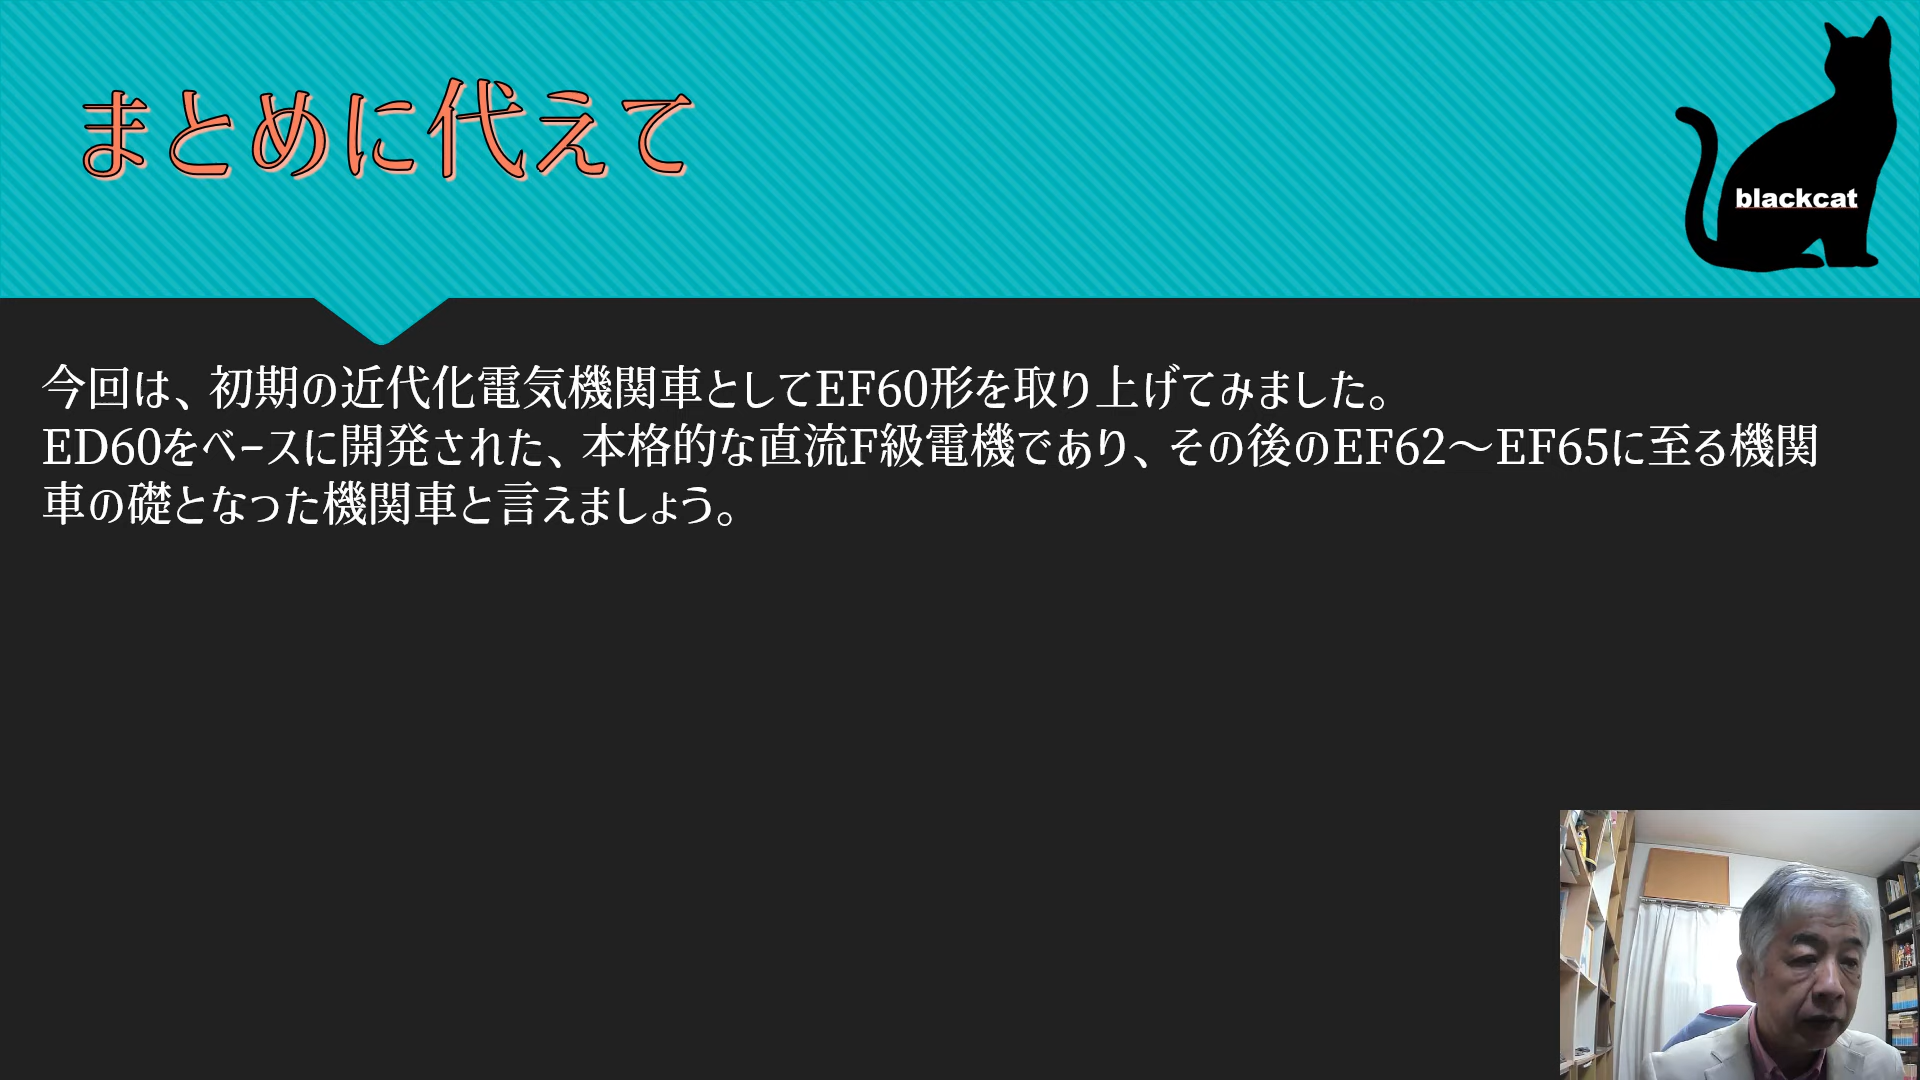 まとめに代えて
blackcat
今回は、初期の近代化電気機関車としてEF60形を取り上げてみました。
ED60をベースに開発された、本格的な直流F級電機であり、その後のEF62～EF65に至る機関
車の礎となった機関車と言えましょう。